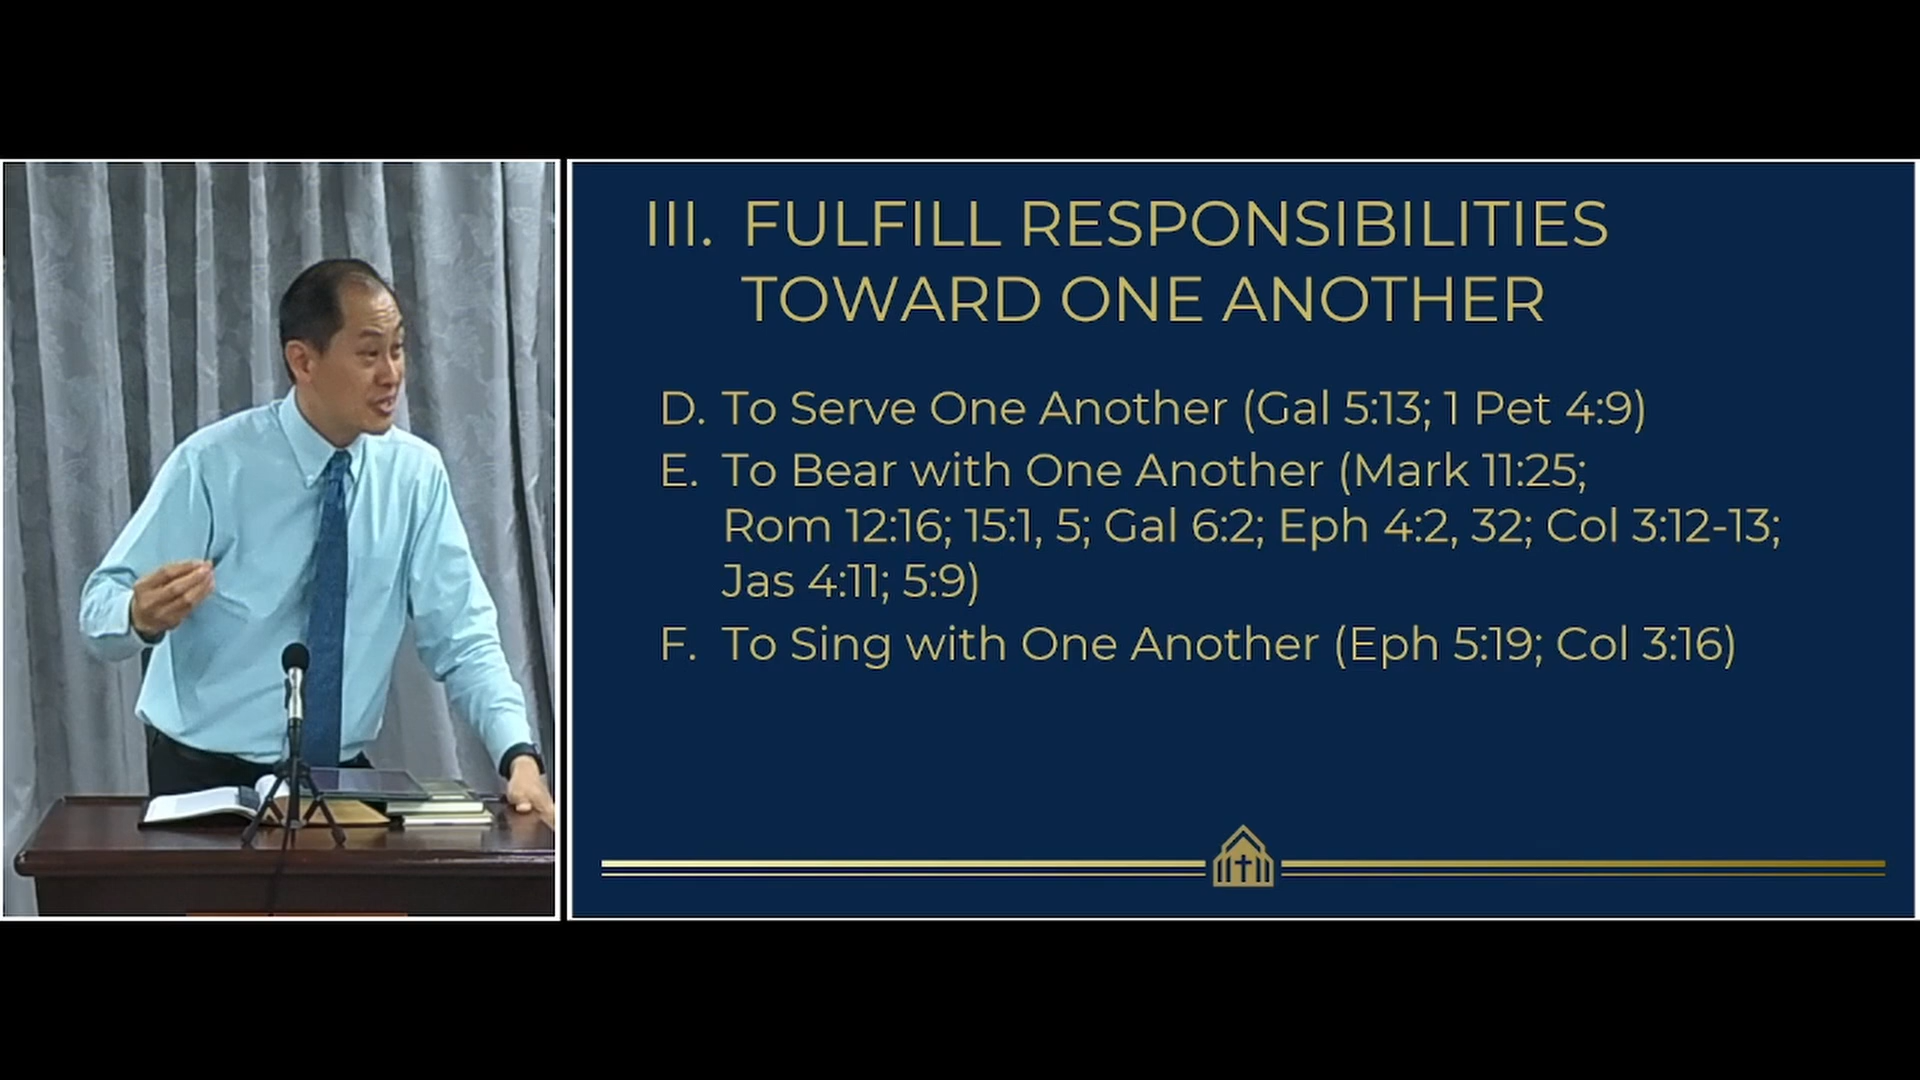 III. FULFILL RESPONSIBILITIES
TOWARD ONE ANOTHER
D. To Serve One Another (Gal 5:13; 1 Pet 4:9)
E. To Bear with One Another (Mark 11:25;
Rom 12:16; 15:1, 5; Gal 6:2; Eph 4:2, 32; Col 3:12-13;
Jas 4:11; 5:9)
F. To Sing with One Another (Eph 5:19; Col 3:16)